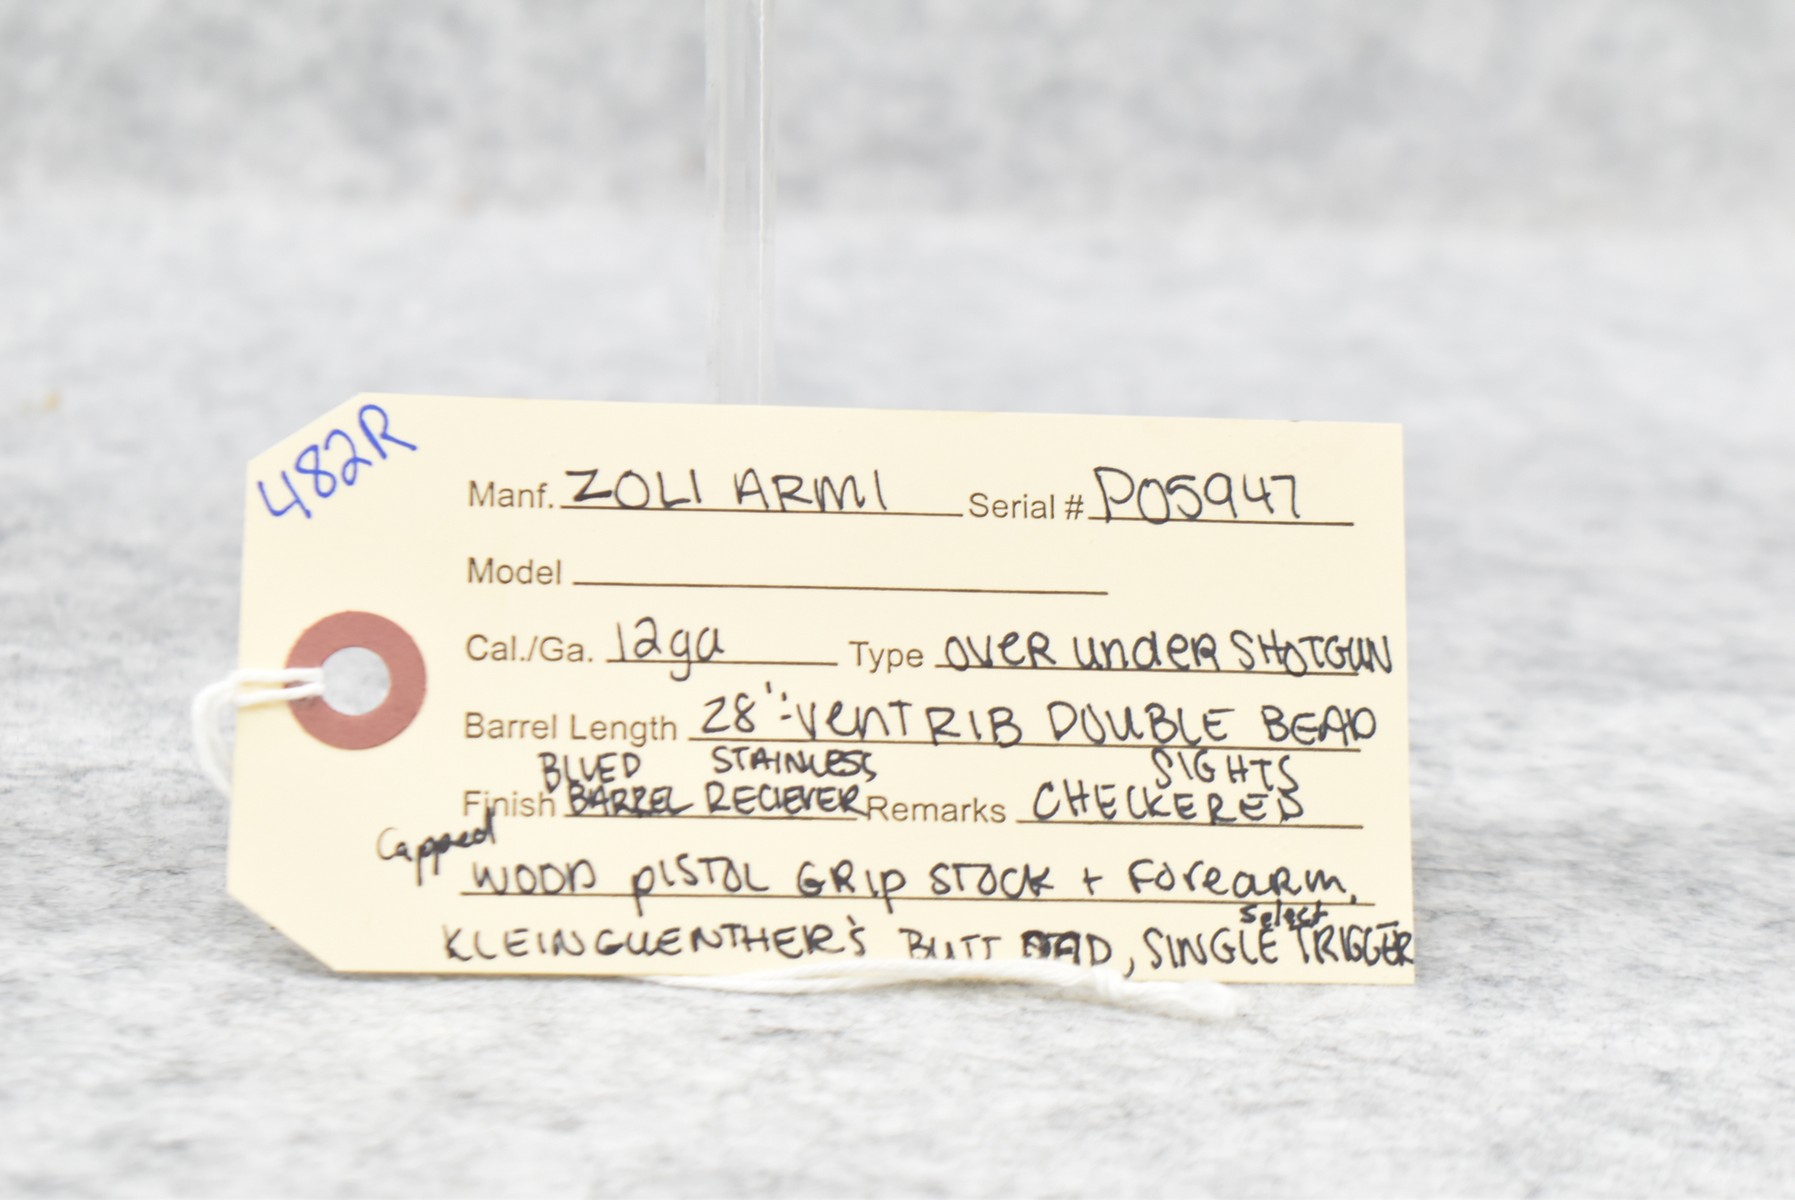 482R
Manf. ZOLI ARMI Serial # P05947
Model
Cal./Ga. 12ga Type OVER UNDER SHOTGUN
Barrel Length 28"-VENT RIB DOUBLE BEAD
BLUED STAINLESS SIGHTS
Finish BARREL RECIEVER Remarks CHECKERED
Capped
WOOD PISTOL GRIP STOCK + FOREARM,
select
KLEINGUENTHER'S BUTT PAD, SINGLE TRIGGER